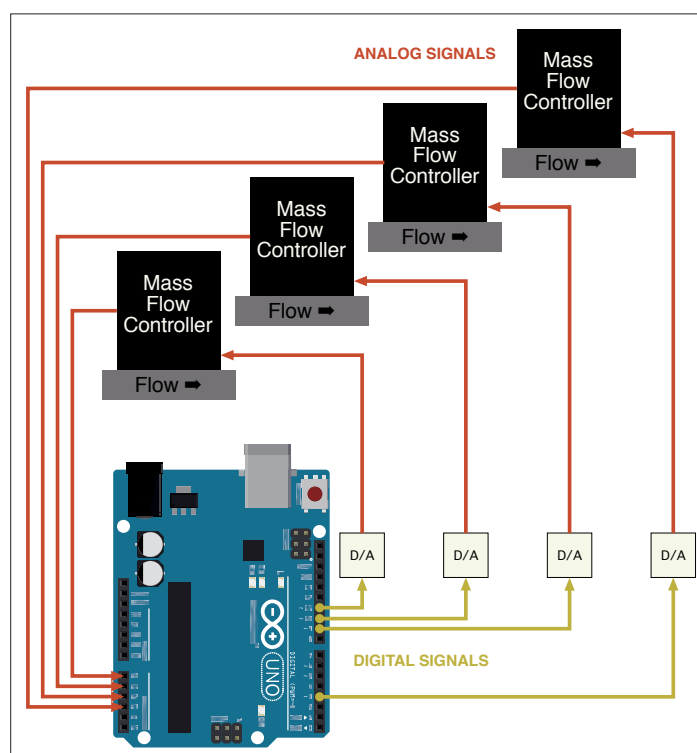 ANALOG SIGNALS
Mass
Flow
Controller
Flow ➡
Mass
Flow
Controller
Flow ➡
Mass
Flow
Controller
Flow ➡
Mass
Flow
Controller
Flow ➡
D/A
D/A
D/A
D/A
UNO
DIGITAL
DIGITAL SIGNALS